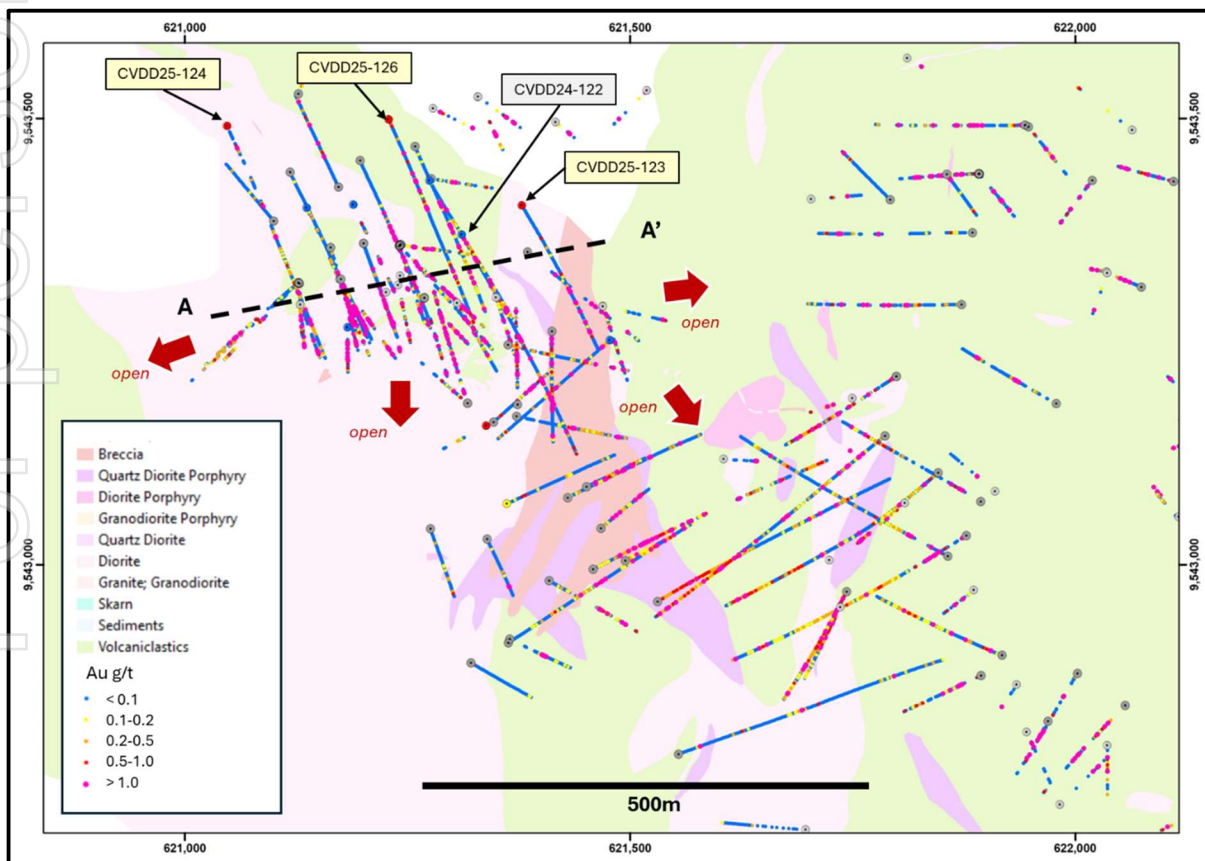 621,000
621,500
622,000
CVDD25-124
CVDD25-126
CVDD24-122
CVDD25-123
9,543,500
9,543,500
A
A'
open
open
open
open
Breccia
Quartz Diorite Porphyry
Diorite Porphyry
Granodiorite Porphyry
Quartz Diorite
Diorite
Granite; Granodiorite
Skarn
Sediments
Volcaniclastics
Au g/t
< 0.1
0.1-0.2
0.2-0.5
0.5-1.0
> 1.0
9,543,000
500m
621,000
621,500
622,000